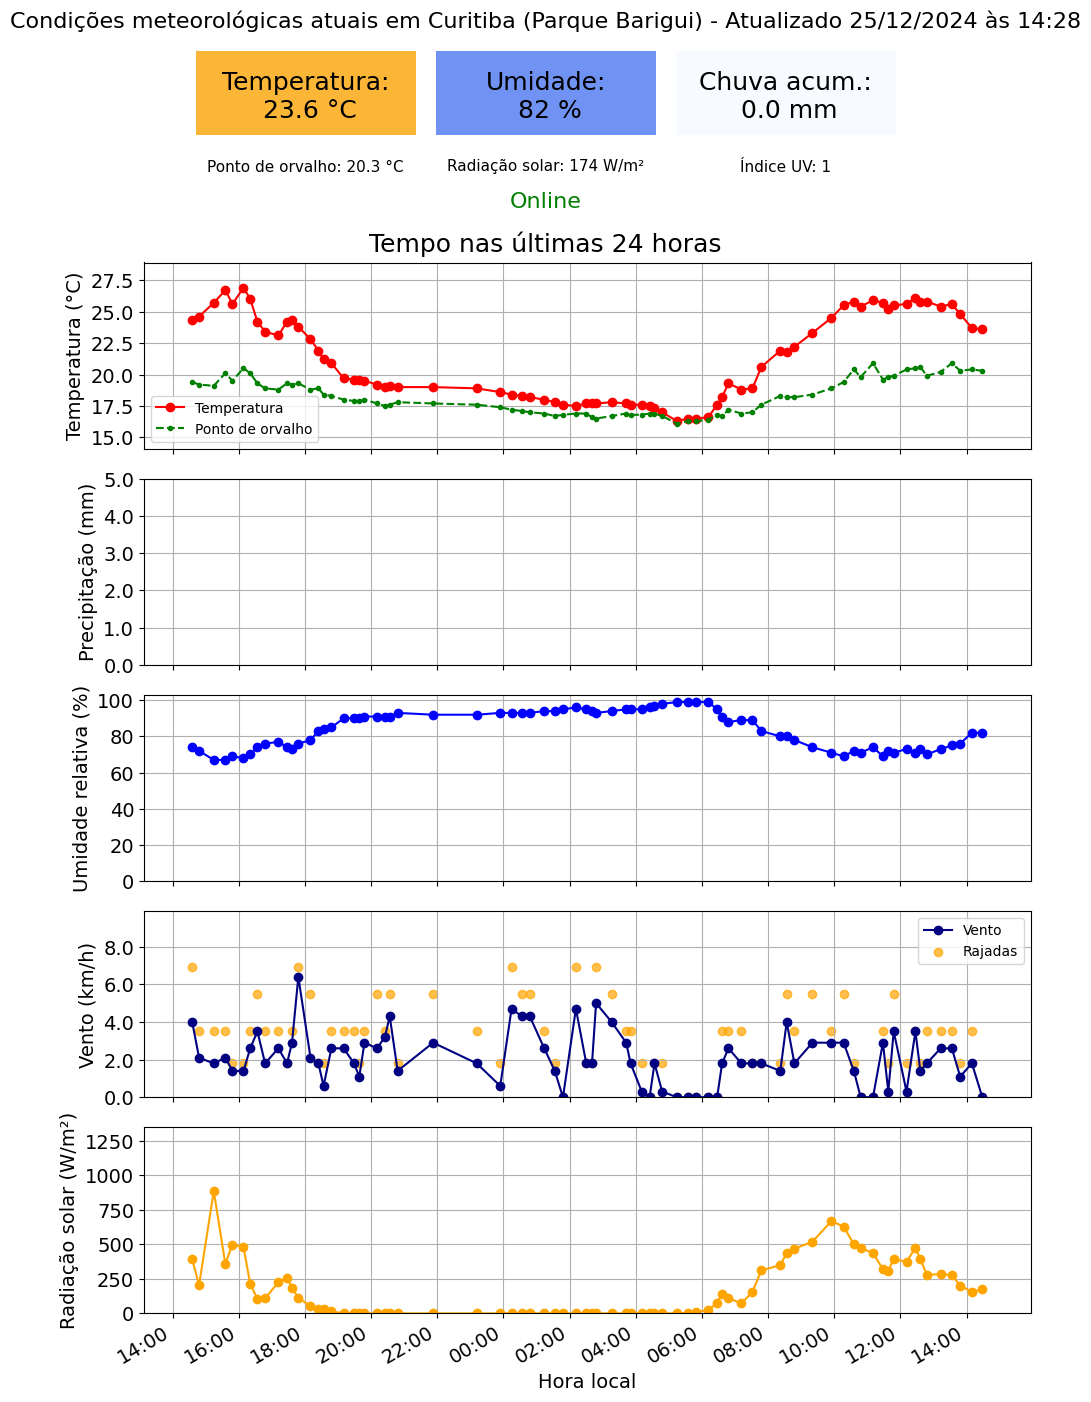 Condições meteorológicas atuais em Curitiba (Parque Barigui) - Atualizado 25/12/2024 às 14:28
Temperatura:
23.6 °C
Umidade:
82 %
Chuva acum.:
0.0 mm
Ponto de orvalho: 20.3 °C
Radiação solar: 174 W/m²
Índice UV: 1
Online
Tempo nas últimas 24 horas
Temperatura (°C)
27.5
25.0
22.5
20.0
17.5
15.0
Temperatura
Ponto de orvalho
Precipitação (mm)
5.0
4.0
3.0
2.0
1.0
0.0
Umidade relativa (%)
100
80
60
40
20
0
Vento (km/h)
8.0
6.0
4.0
2.0
0.0
Vento
Rajadas
Radiação solar (W/m²)
1250
1000
750
500
250
0
14:00
16:00
18:00
20:00
22:00
00:00
02:00
04:00
06:00
08:00
10:00
12:00
14:00
Hora local